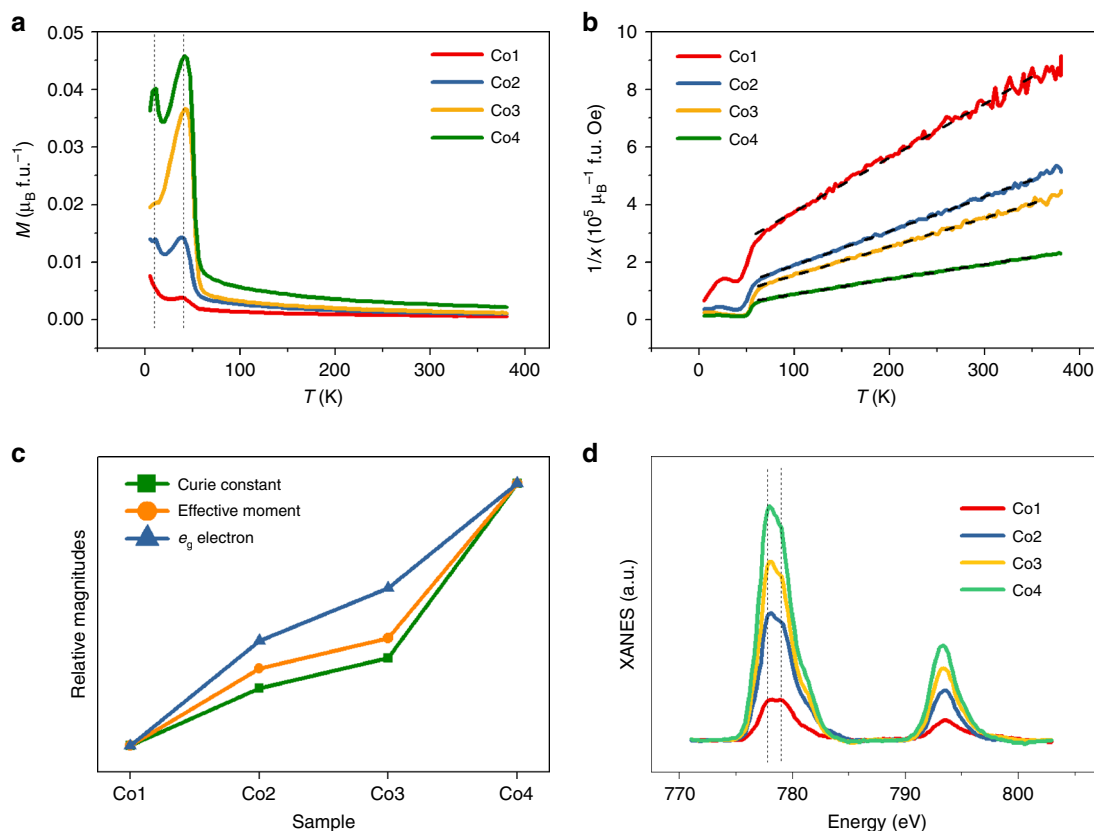 a
M (μB f.u.−1)
0.05
0.04
0.03
0.02
0.01
0.00
Co1
Co2
Co3
Co4
0
100
200
300
400
T (K)
b
1/x (10⁵ μB−1 f.u. Oe)
10
8
6
4
2
0
Co1
Co2
Co3
Co4
0
100
200
300
400
T (K)
c
Relative magnitudes
Curie constant
Effective moment
eg electron
Co1
Co2
Co3
Co4
Sample
d
XANES (a.u.)
Co1
Co2
Co3
Co4
770
780
790
800
Energy (eV)